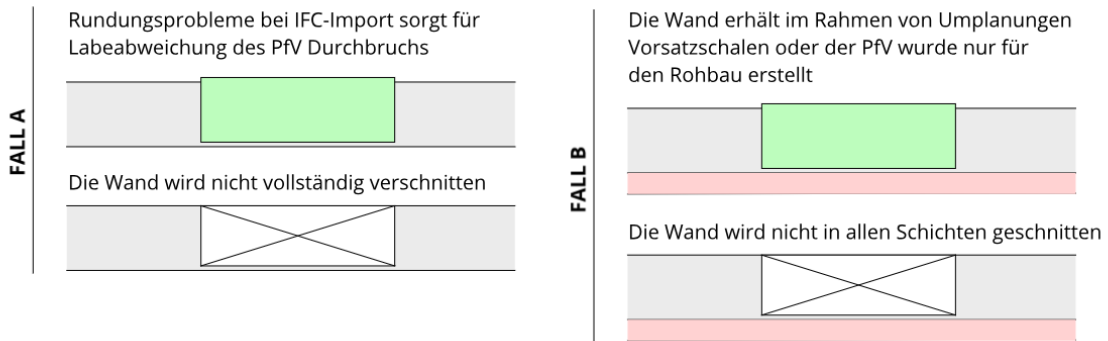 FALL A
Rundungsprobleme bei IFC-Import sorgt für
Labeabweichung des PfV Durchbruchs
Die Wand wird nicht vollständig verschnitten
FALL B
Die Wand erhält im Rahmen von Umplanungen
Vorsatzschalen oder der PfV wurde nur für
den Rohbau erstellt
Die Wand wird nicht in allen Schichten geschnitten